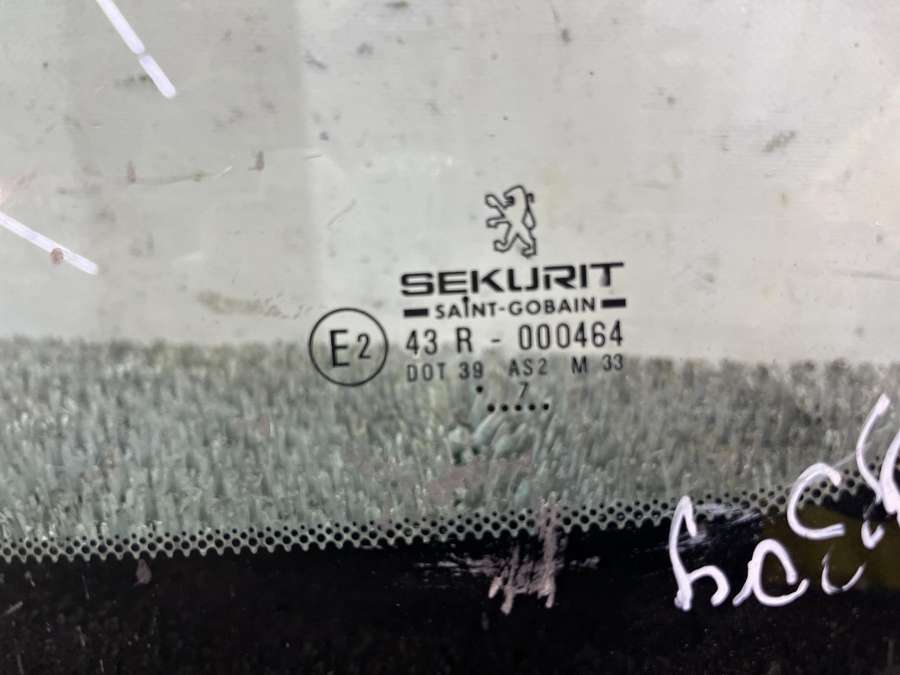 SEKURIT
SAINT-GOBAIN
E2 43 R - 000464
DOT 39 AS2 M 33
7